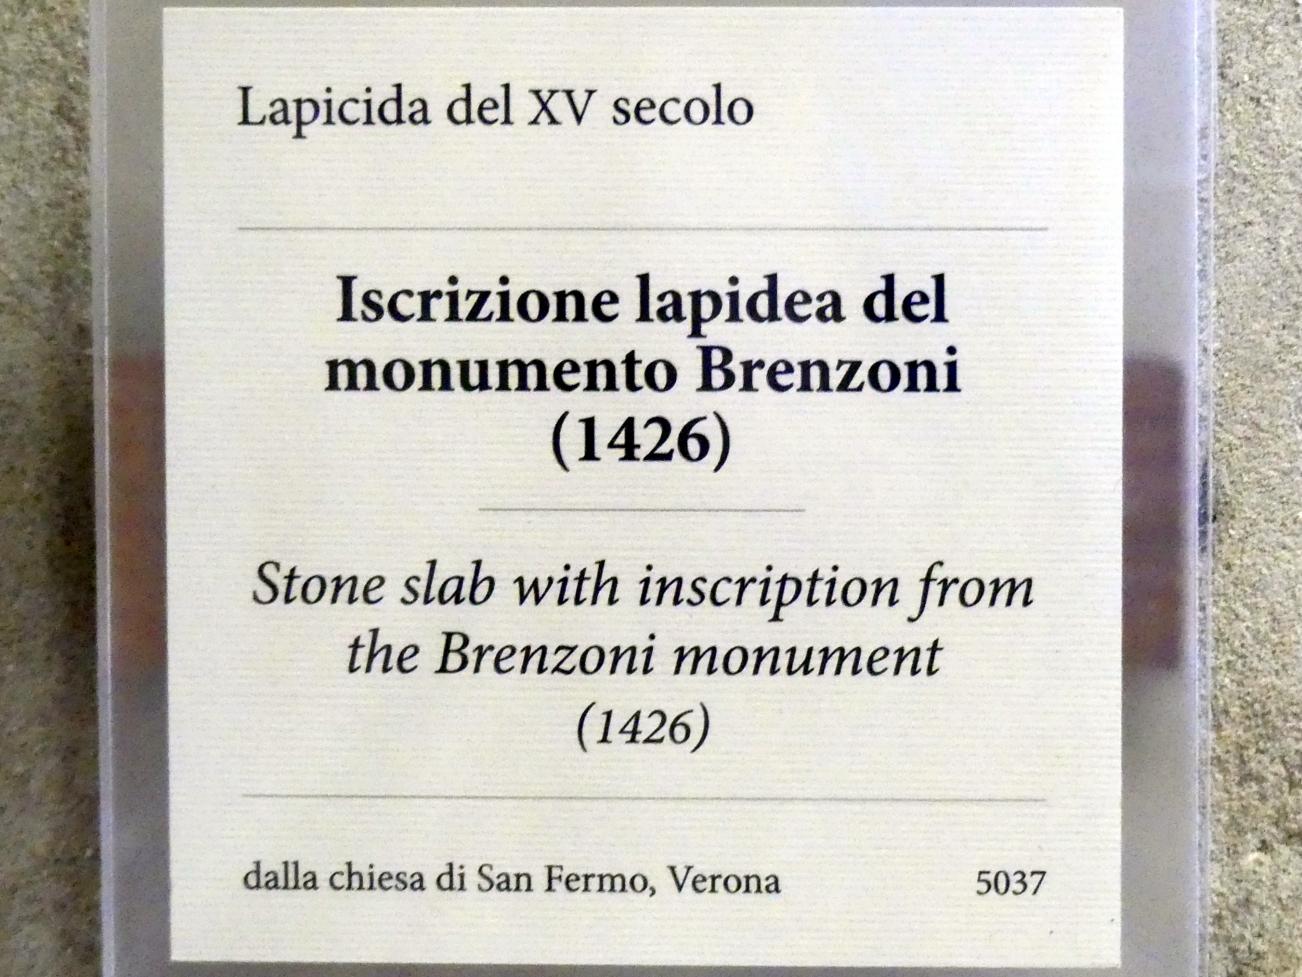 Lapicida del XV secolo
Iscrizione lapidea del
monumento Brenzoni
(1426)
Stone slab with inscription from
the Brenzoni monument
(1426)
dalla chiesa di San Fermo, Verona 5037